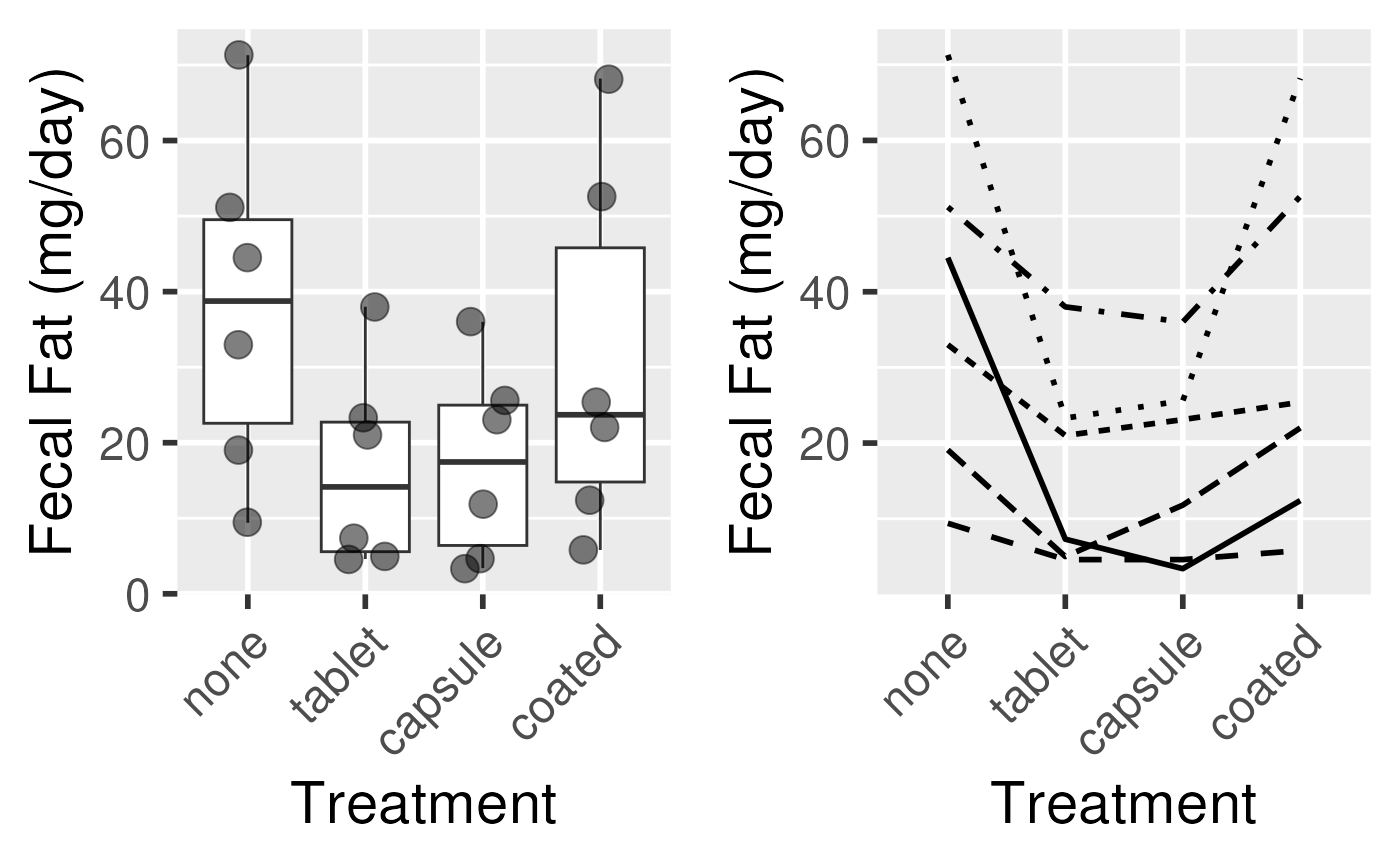 Fecal Fat (mg/day)
60
40
20
0
none
tablet
capsule
coated
Treatment
Fecal Fat (mg/day)
60
40
20
none
tablet
capsule
coated
Treatment